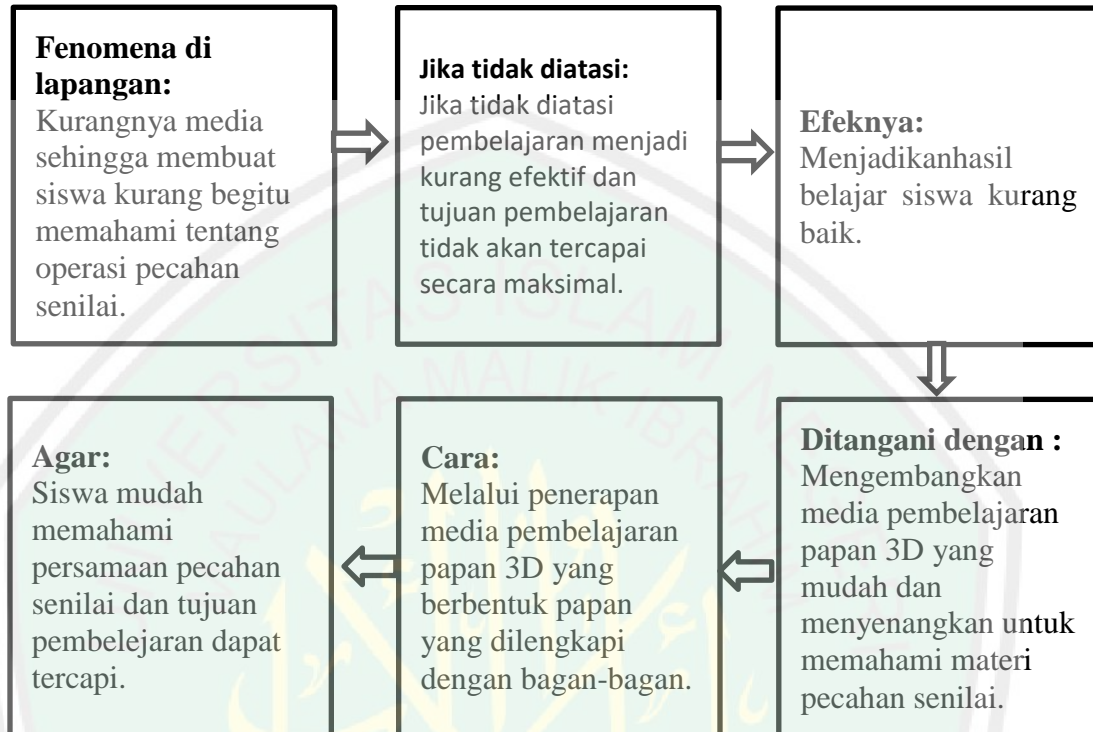 Fenomena di
lapangan:
Kurangnya media
sehingga membuat
siswa kurang begitu
memahami tentang
operasi pecahan
senilai.
Jika tidak diatasi:
Jika tidak diatasi
pembelajaran menjadi
kurang efektif dan
tujuan pembelajaran
tidak akan tercapai
secara maksimal.
Efeknya:
Menjadikanhasil
belajar siswa kurang
baik.
Ditangani dengan :
Mengembangkan
media pembelajaran
papan 3D yang
mudah dan
menyenangkan untuk
memahami materi
pecahan senilai.
Cara:
Melalui penerapan
media pembelajaran
papan 3D yang
berbentuk papan
yang dilengkapi
dengan bagan-bagan.
Agar:
Siswa mudah
memahami
persamaan pecahan
senilai dan tujuan
pembelejaran dapat
tercapi.